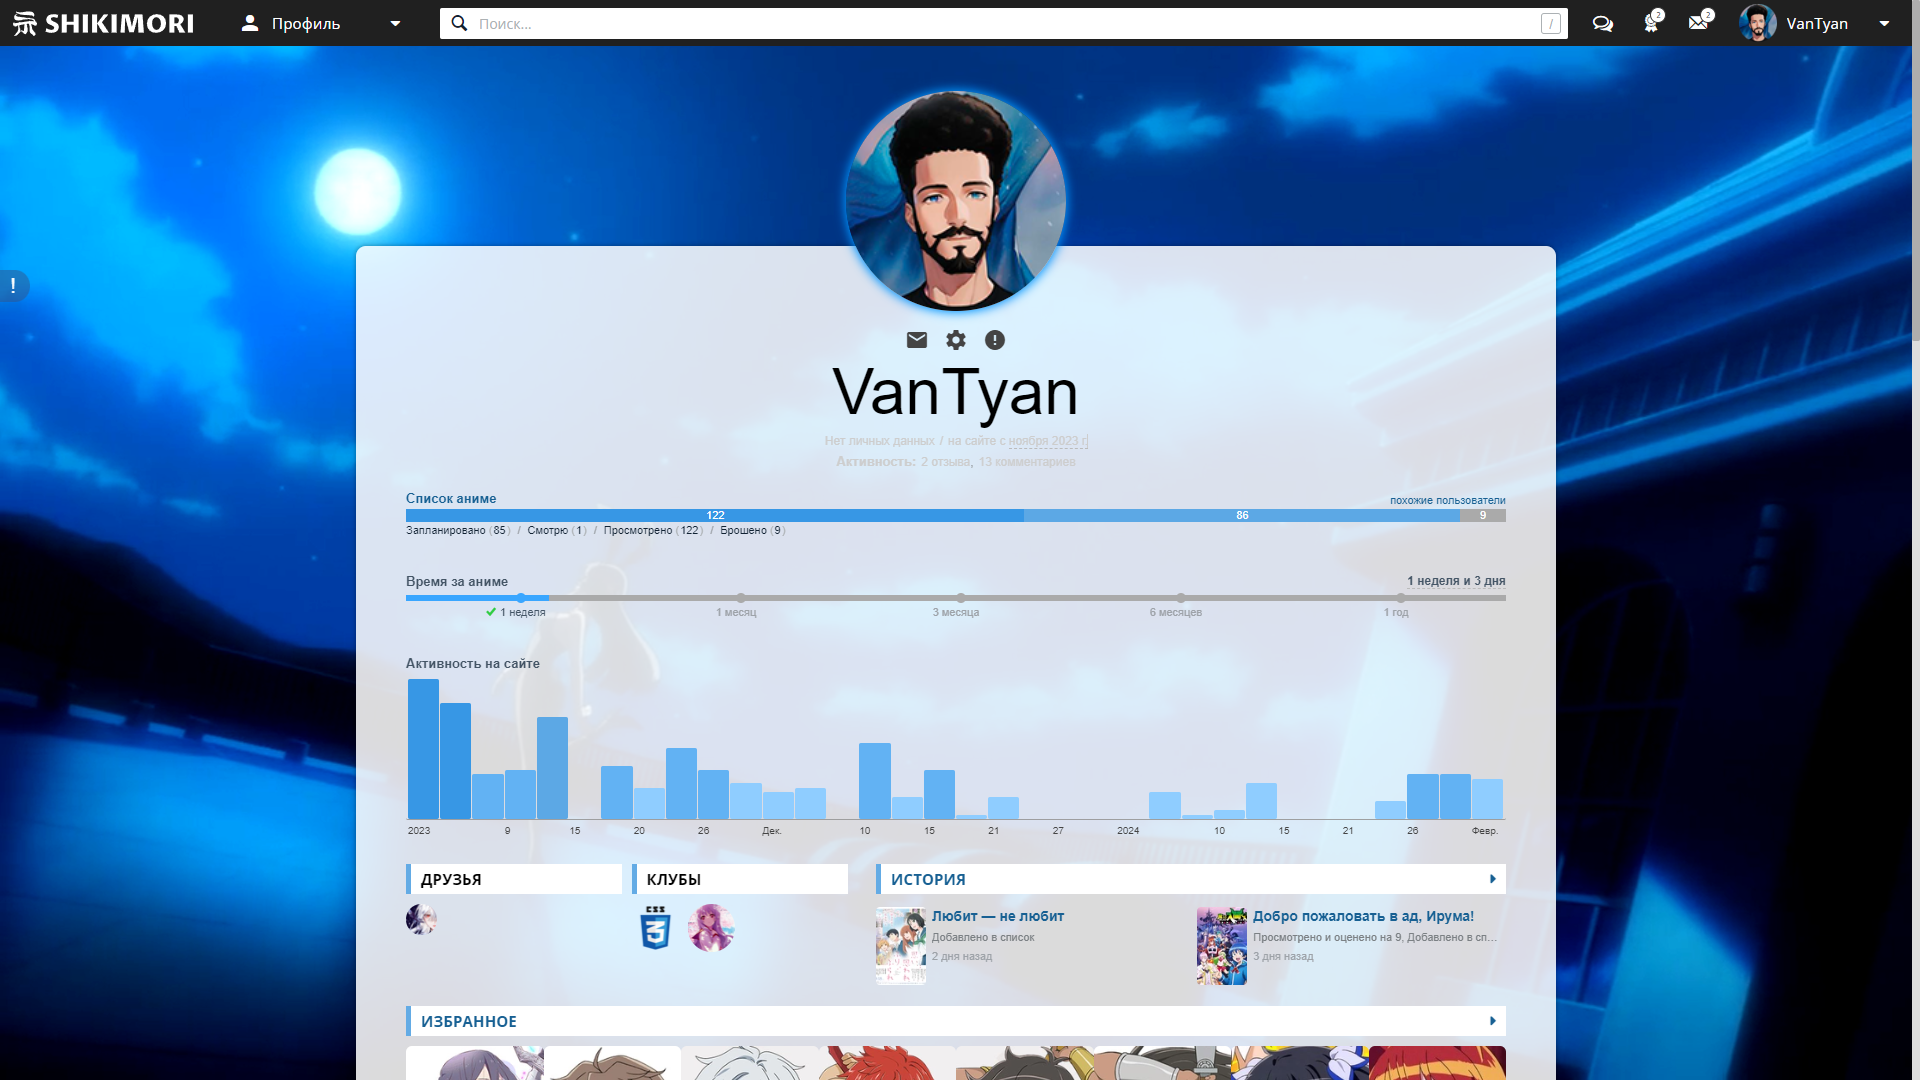 SHIKIMORI
Профиль
Поиск...
/
2
2
VanTyan
!
VanTyan
Нет личных данных / на сайте с ноября 2023 г.
Активность: 2 отзыва, 13 комментариев
Список аниме
похожие пользователи
122
86
9
Запланировано (85) / Смотрю (1) / Просмотрено (122) / Брошено (9)
Время за аниме
1 неделя и 3 дня
1 неделя
1 месяц
3 месяца
6 месяцев
1 год
Активность на сайте
2023 9 15 20 26 Дек. 10 15 21 27 2024 10 15 21 26 Февр.
ДРУЗЬЯ
КЛУБЫ
CSS
3
ИСТОРИЯ
Любит — не любит
Добавлено в список
2 дня назад
Добро пожаловать в ад, Ирума!
Просмотрено и оценено на 9, Добавлено в сп...
3 дня назад
ИЗБРАННОЕ